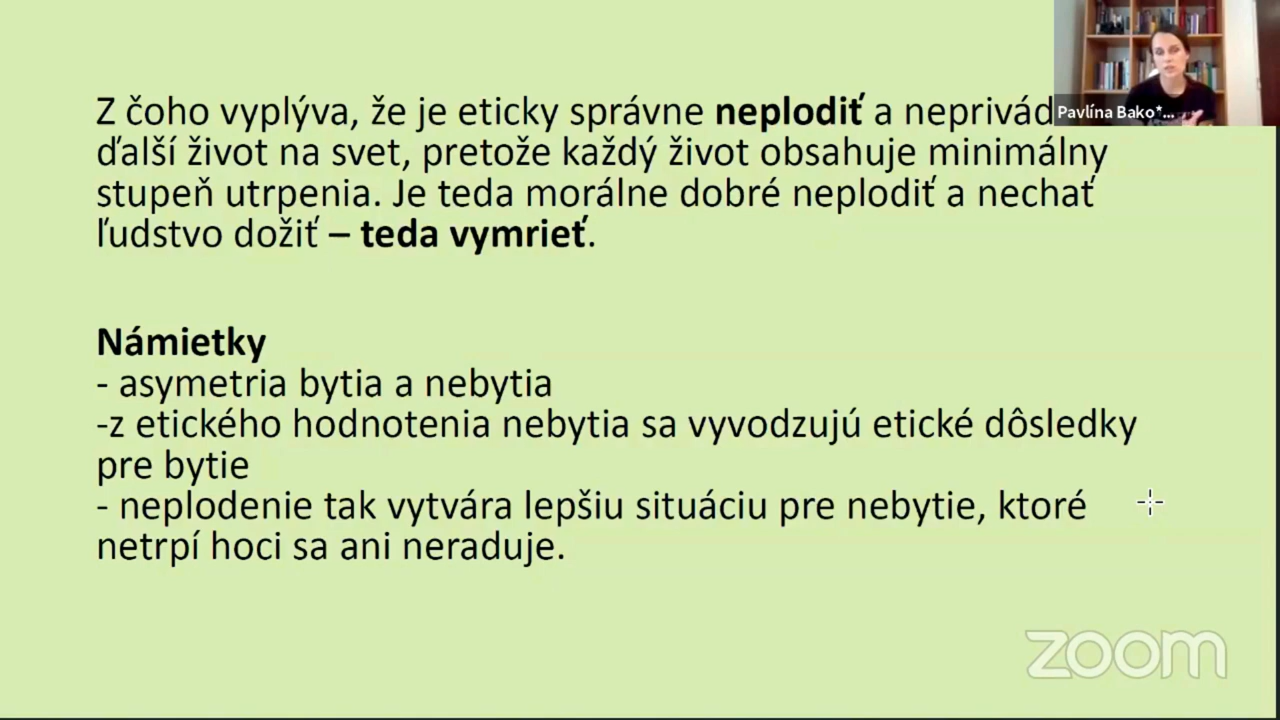 Z čoho vyplýva, že je eticky správne neplodiť a neprivád
ďalší život na svet, pretože každý život obsahuje minimálny
stupeň utrpenia. Je teda morálne dobré neplodiť a nechať
ľudstvo dožiť – teda vymrieť.
Námietky
- asymetria bytia a nebytia
-z etického hodnotenia nebytia sa vyvodzujú etické dôsledky
pre bytie
- neplodenie tak vytvára lepšiu situáciu pre nebytie, ktoré
netrpí hoci sa ani neraduje.
Pavlína Bako*...
zoom